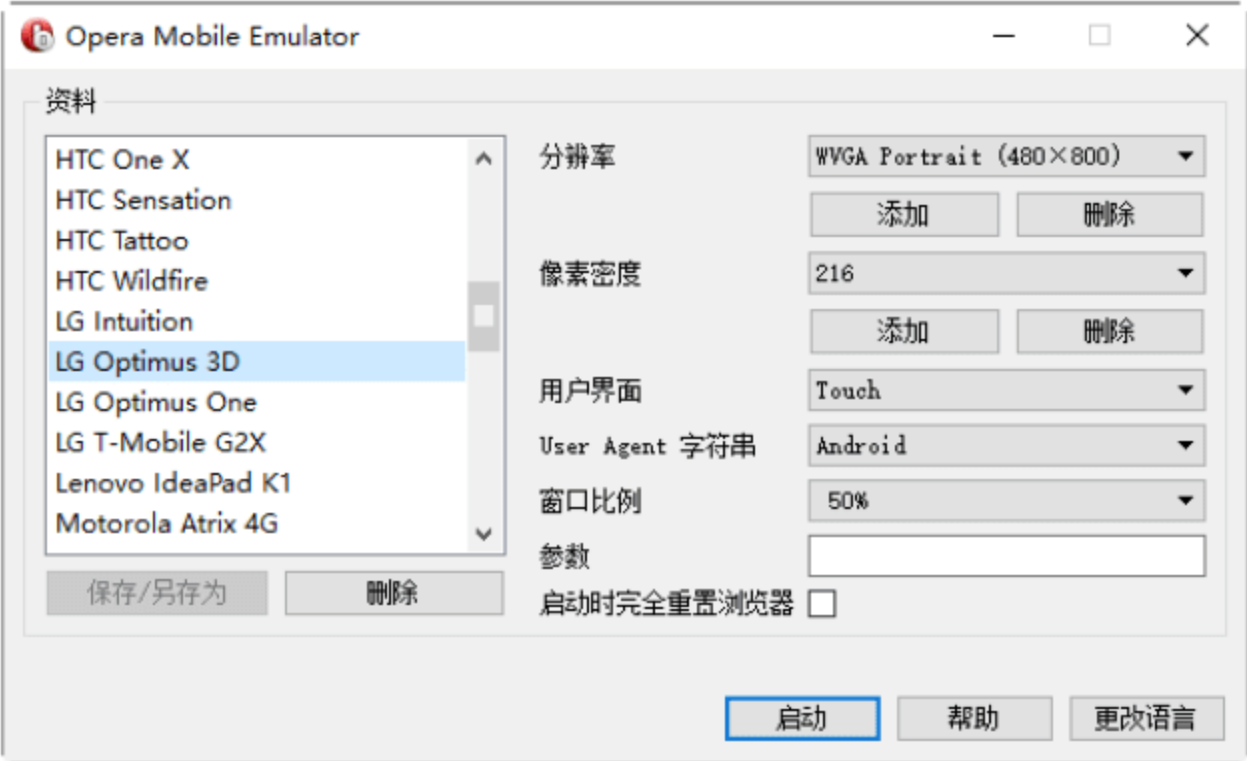 Opera Mobile Emulator
资料
HTC One X
HTC Sensation
HTC Tattoo
HTC Wildfire
LG Intuition
LG Optimus 3D
LG Optimus One
LG T-Mobile G2X
Lenovo IdeaPad K1
Motorola Atrix 4G
保存/另存为 删除
分辨率 WVGA Portrait (480×800)
添加 删除
像素密度 216
添加 删除
用户界面 Touch
User Agent 字符串 Android
窗口比例 50%
参数
启动时完全重置浏览器
启动 帮助 更改语言